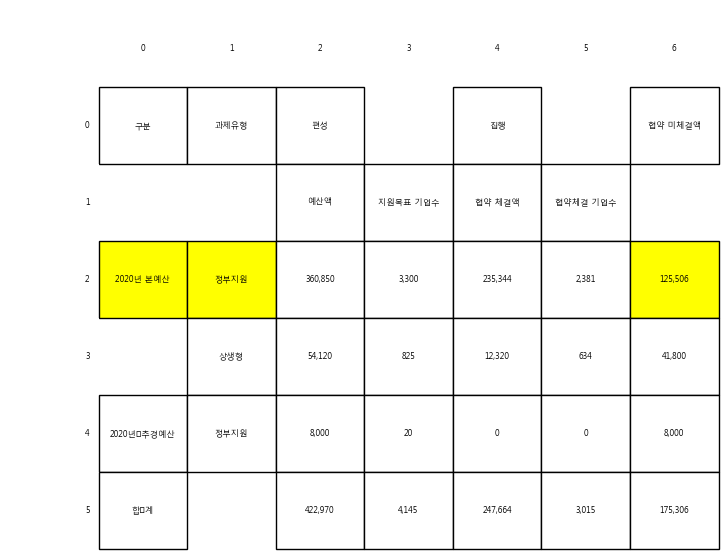 0 1 2 3 4 5 6
0 구분 과제유형 편성 집행 협약 미체결액
1 예산액 지원목표 기업수 협약 체결액 협약체결 기업수
2 2020년 본예산 정부지원 360,850 3,300 235,344 2,381 125,506
3 상생형 54,120 825 12,320 634 41,800
4 2020년□추경예산 정부지원 8,000 20 0 0 8,000
5 합□계 422,970 4,145 247,664 3,015 175,306